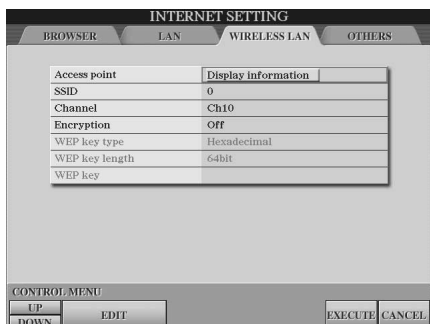 INTERNET SETTING
BROWSER LAN WIRELESS LAN OTHERS
Access point Display information
SSID 0
Channel Ch10
Encryption Off
WEP key type Hexadecimal
WEP key length 64bit
WEP key
CONTROL MENU
UP
DOWN EDIT EXECUTE CANCEL